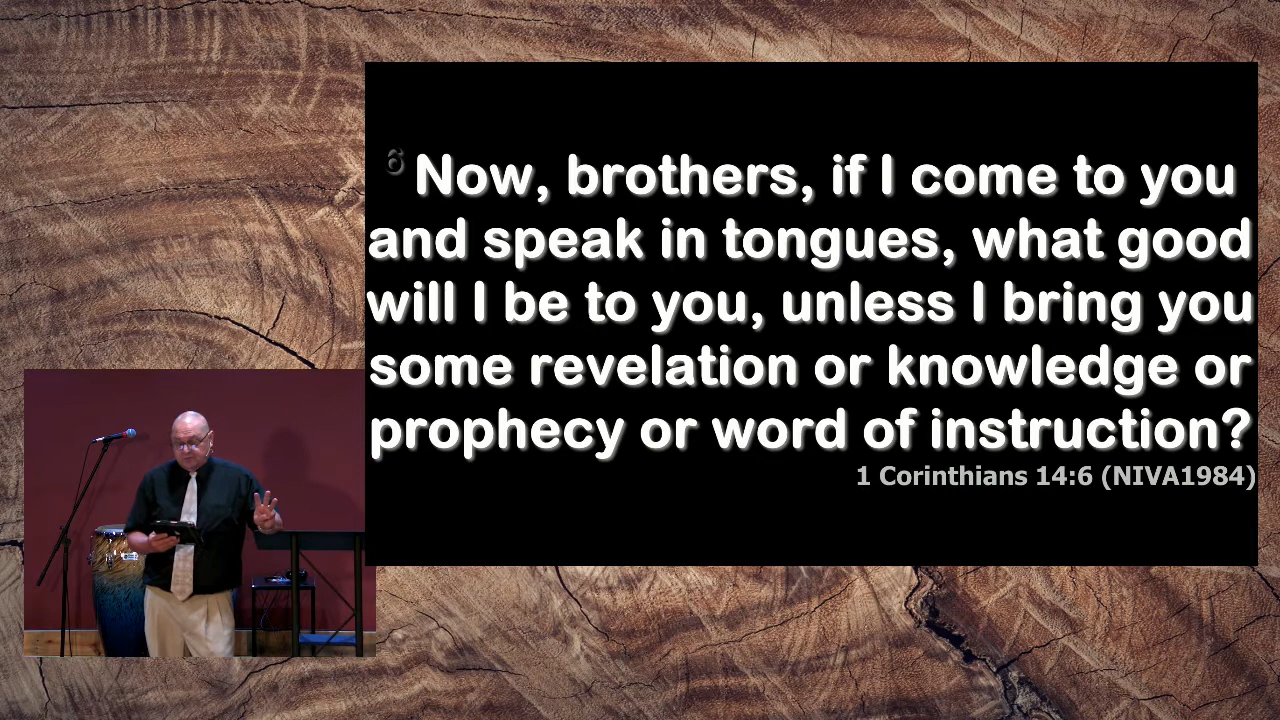 6 Now, brothers, if I come to you
and speak in tongues, what good
will I be to you, unless I bring you
some revelation or knowledge or
prophecy or word of instruction?
1 Corinthians 14:6 (NIVA1984)